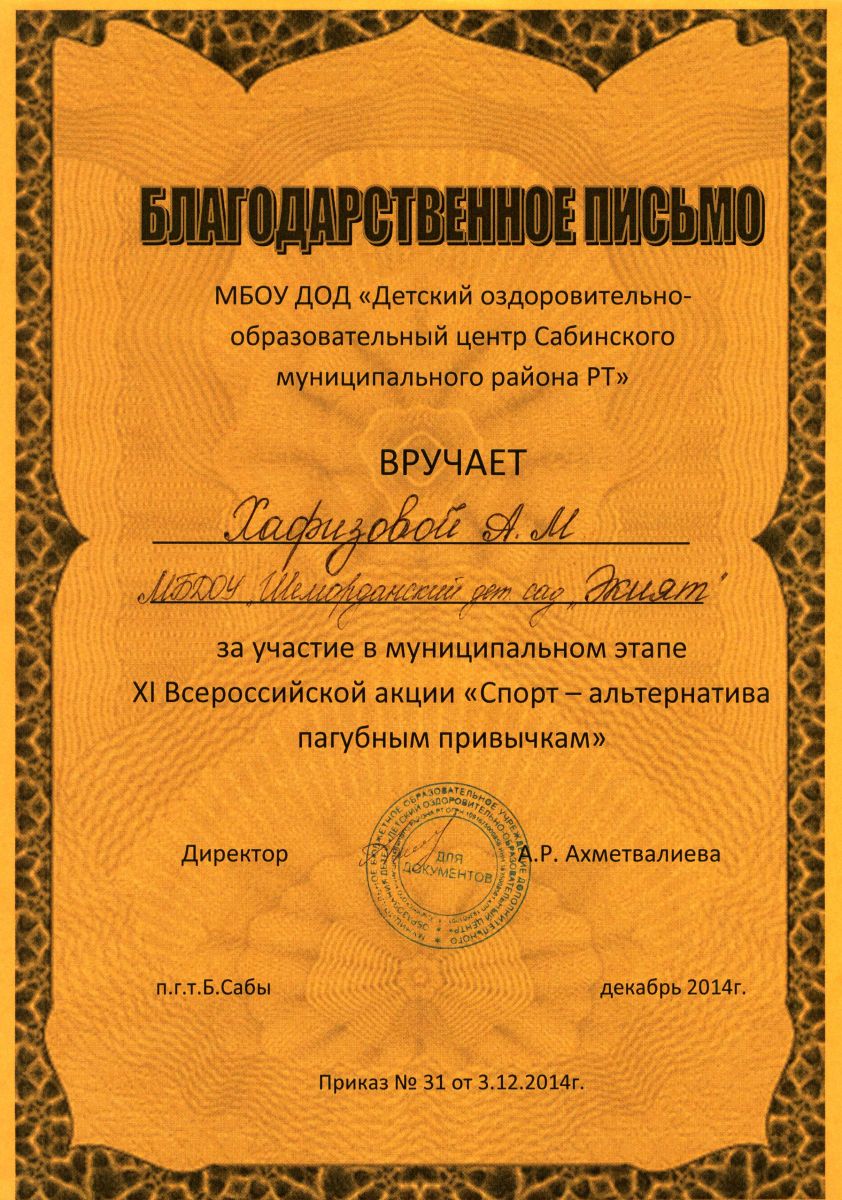 БЛАГОДАРСТВЕННОЕ ПИСЬМО
МБОУ ДОД «Детский оздоровительно-
образовательный центр Сабинского
муниципального района РТ»
ВРУЧАЕТ
Хафизовой А. М
МБДОУ „Шеморданский дет. сад „Экият"
за участие в муниципальном этапе
XI Всероссийской акции «Спорт – альтернатива
пагубным привычкам»
Директор А.Р. Ахметвалиева
ДЛЯ
ДОКУМЕНТОВ
п.г.т.Б.Сабы декабрь 2014г.
Приказ № 31 от 3.12.2014г.